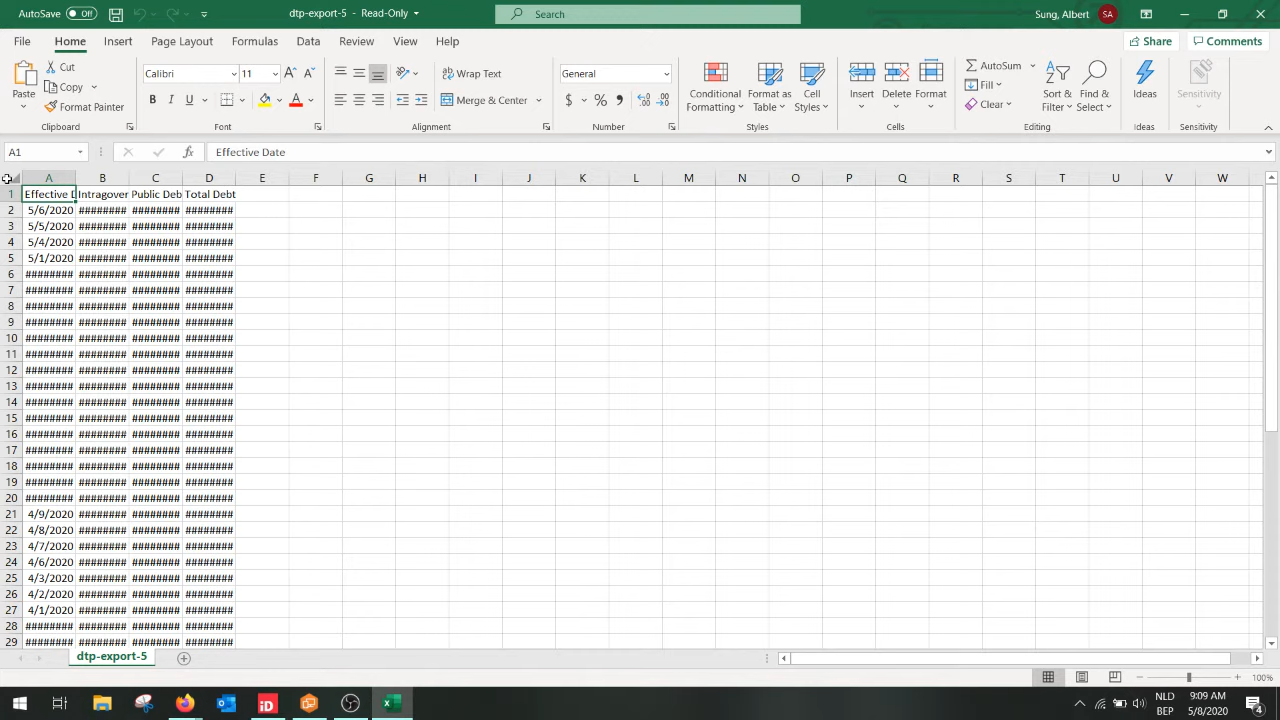 AutoSave Off dtp-export-5 - Read-Only Search Sung, Albert SA
File Home Insert Page Layout Formulas Data Review View Help Share Comments
Paste Cut Copy Format Painter Clipboard
Calibri 11 B I U Font
Wrap Text Merge & Center Alignment
General $ % , Number
Conditional Formatting Format as Table Cell Styles Styles
Insert Delete Format Cells
AutoSum Fill Clear Sort & Filter Find & Select Editing
Ideas Ideas
Sensitivity Sensitivity
A1 fx Effective Date
A B C D E F G H I J K L M N O P Q R S T U V W
1 Effective D Intragover Public Deb Total Debt
2 5/6/2020 ######## ######## ########
3 5/5/2020 ######## ######## ########
4 5/4/2020 ######## ######## ########
5 5/1/2020 ######## ######## ########
6 ######## ######## ######## ########
7 ######## ######## ######## ########
8 ######## ######## ######## ########
9 ######## ######## ######## ########
10 ######## ######## ######## ########
11 ######## ######## ######## ########
12 ######## ######## ######## ########
13 ######## ######## ######## ########
14 ######## ######## ######## ########
15 ######## ######## ######## ########
16 ######## ######## ######## ########
17 ######## ######## ######## ########
18 ######## ######## ######## ########
19 ######## ######## ######## ########
20 ######## ######## ######## ########
21 4/9/2020 ######## ######## ########
22 4/8/2020 ######## ######## ########
23 4/7/2020 ######## ######## ########
24 4/6/2020 ######## ######## ########
25 4/3/2020 ######## ######## ########
26 4/2/2020 ######## ######## ########
27 4/1/2020 ######## ######## ########
28 ######## ######## ######## ########
29 ######## ######## ######## ########
dtp-export-5
100%
NLD 9:09 AM
BEP 5/8/2020 4